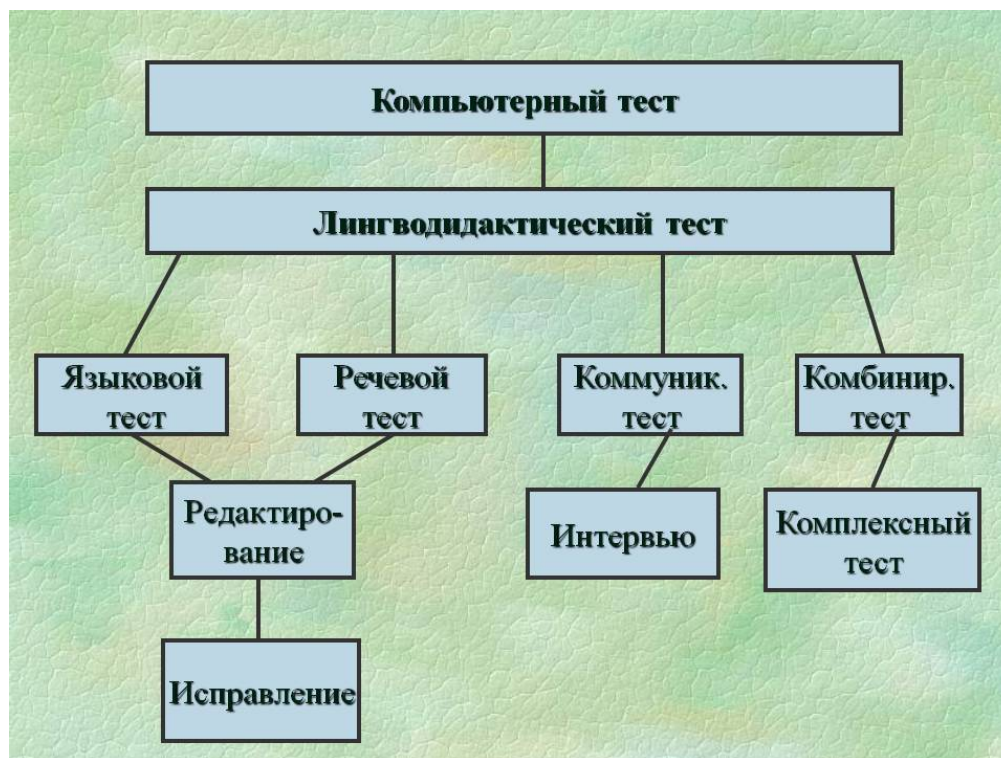 Компьютерный тест
Лингводидактический тест
Языковой
тест
Речевой
тест
Коммуник.
тест
Комбинир.
тест
Редактиро-
вание
Интервью
Комплексный
тест
Исправление